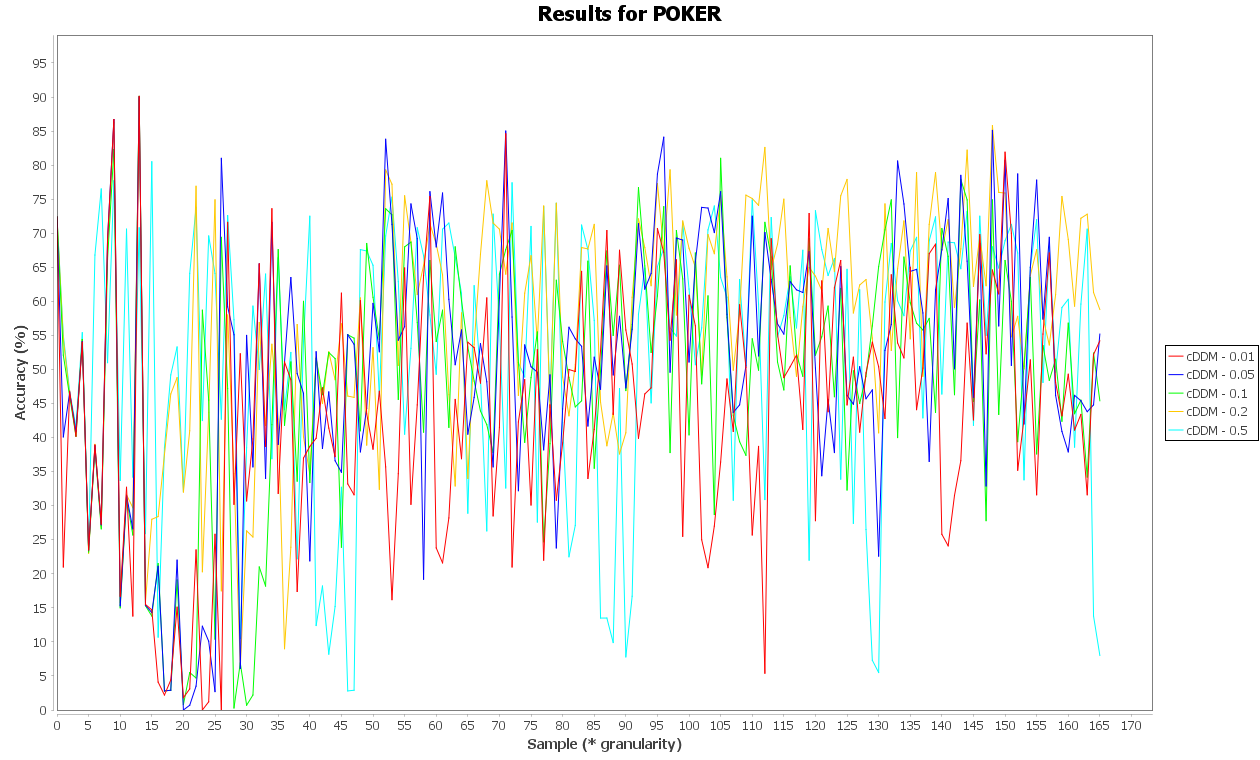 Results for POKER
Accuracy (%)
95
90
85
80
75
70
65
60
55
50
45
40
35
30
25
20
15
10
5
0
0 5 10 15 20 25 30 35 40 45 50 55 60 65 70 75 80 85 90 95 100 105 110 115 120 125 130 135 140 145 150 155 160 165 170
Sample (* granularity)
cDDM - 0.01
cDDM - 0.05
cDDM - 0.1
cDDM - 0.2
cDDM - 0.5